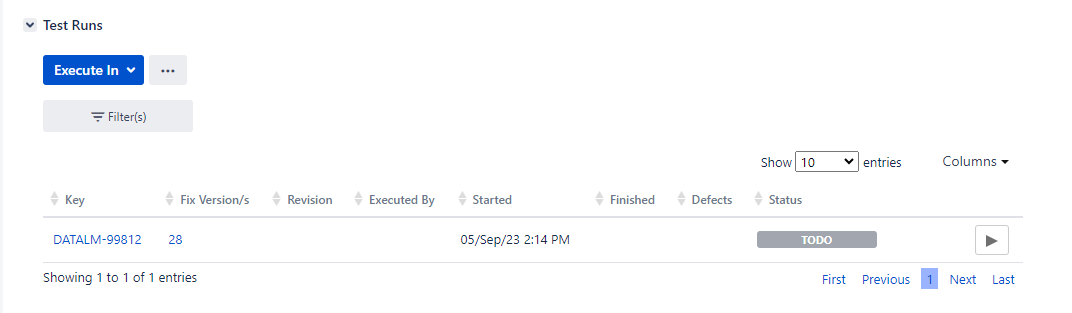 Test Runs
Execute In ...
Filter(s)
Show 10 entries Columns
Key Fix Version/s Revision Executed By Started Finished Defects Status
DATALM-99812 28 05/Sep/23 2:14 PM TODO
Showing 1 to 1 of 1 entries First Previous 1 Next Last